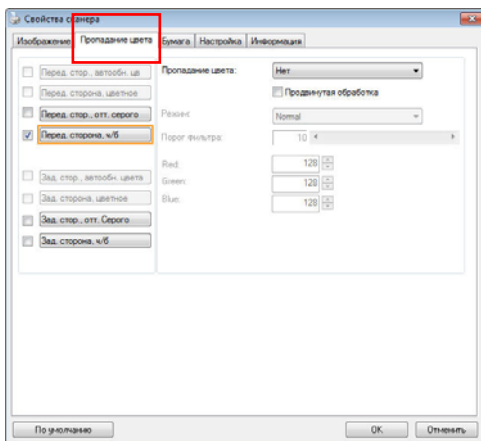 Свойства сканера
Изображение Пропадание цвета Бумага Настройка Информация
Перед. стор., автообн. цв
Перед. сторона, цветное
Перед. стор., отт. серого
Перед. сторона, ч/б
Зад. стор., автообн. цвета
Зад. сторона, цветное
Зад. стор., отт. Серого
Зад. сторона, ч/б
Пропадание цвета: Нет
Продвинутая обработка
Режим: Normal
Порог фильтра: 10
Red: 128
Green: 128
Blue: 128
По умолчанию OK Отменить